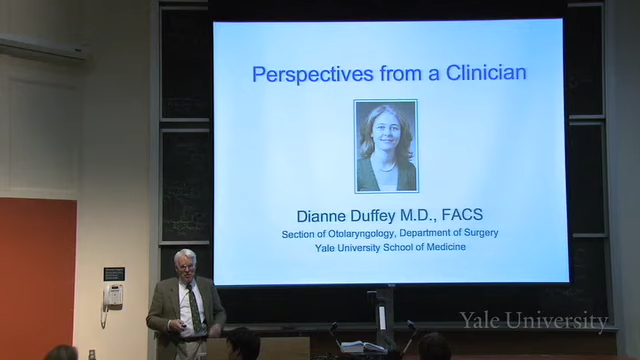 Perspectives from a Clinician
Dianne Duffey M.D., FACS
Section of Otolaryngology, Department of Surgery
Yale University School of Medicine
Yale University